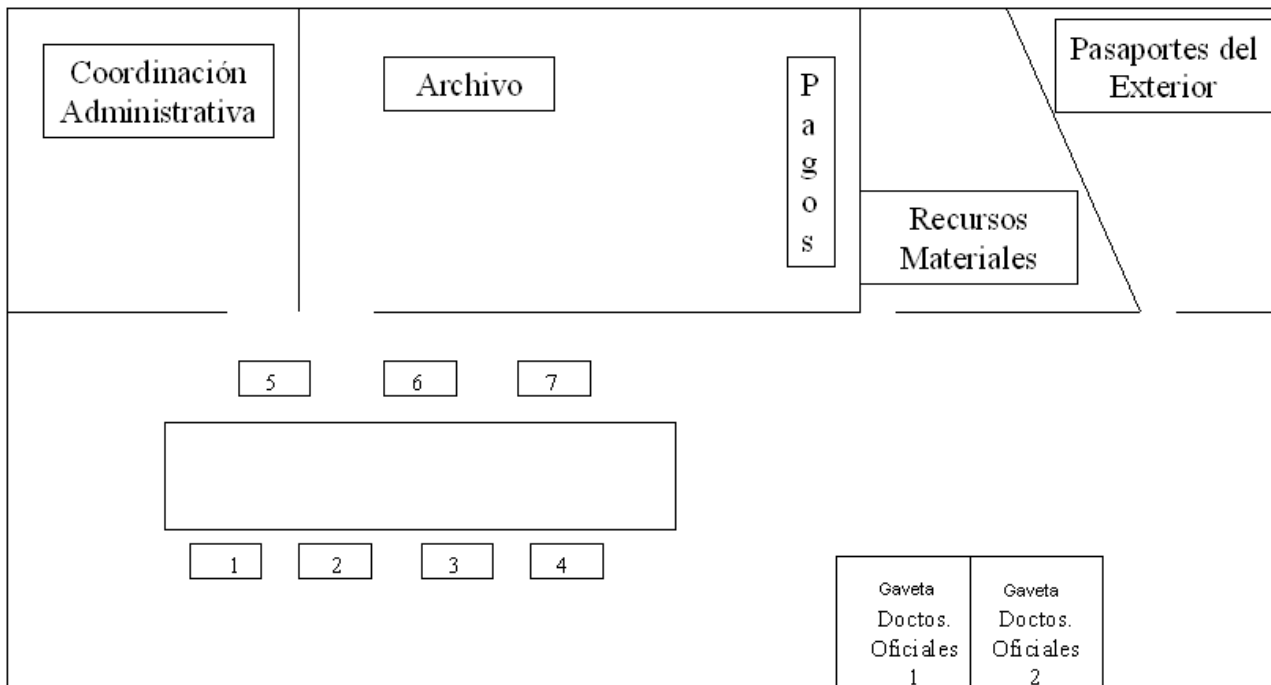 Coordinación
Administrativa
Archivo
P
a
g
o
s
Recursos
Materiales
Pasaportes del
Exterior
5
6
7
1
2
3
4
Gaveta
Doctos.
Oficiales
1
Gaveta
Doctos.
Oficiales
2